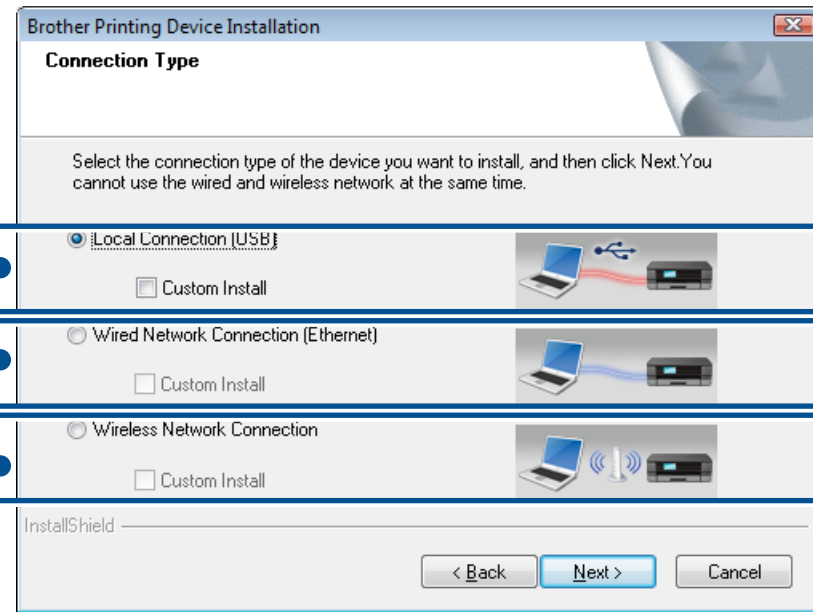 Brother Printing Device Installation
Connection Type
Select the connection type of the device you want to install, and then click Next.You
cannot use the wired and wireless network at the same time.
Local Connection (USB)
Custom Install
Wired Network Connection (Ethernet)
Custom Install
Wireless Network Connection
Custom Install
InstallShield
< Back Next > Cancel